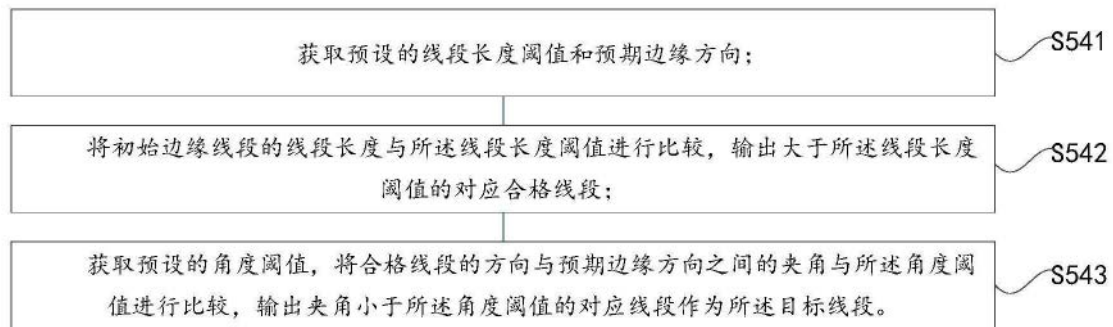 获取预设的线段长度阈值和预期边缘方向；
S541
将初始边缘线段的线段长度与所述线段长度阈值进行比较，输出大于所述线段长度
阈值的对应合格线段；
S542
获取预设的角度阈值，将合格线段的方向与预期边缘方向之间的夹角与所述角度阈
值进行比较，输出夹角小于所述角度阈值的对应线段作为所述目标线段。
S543